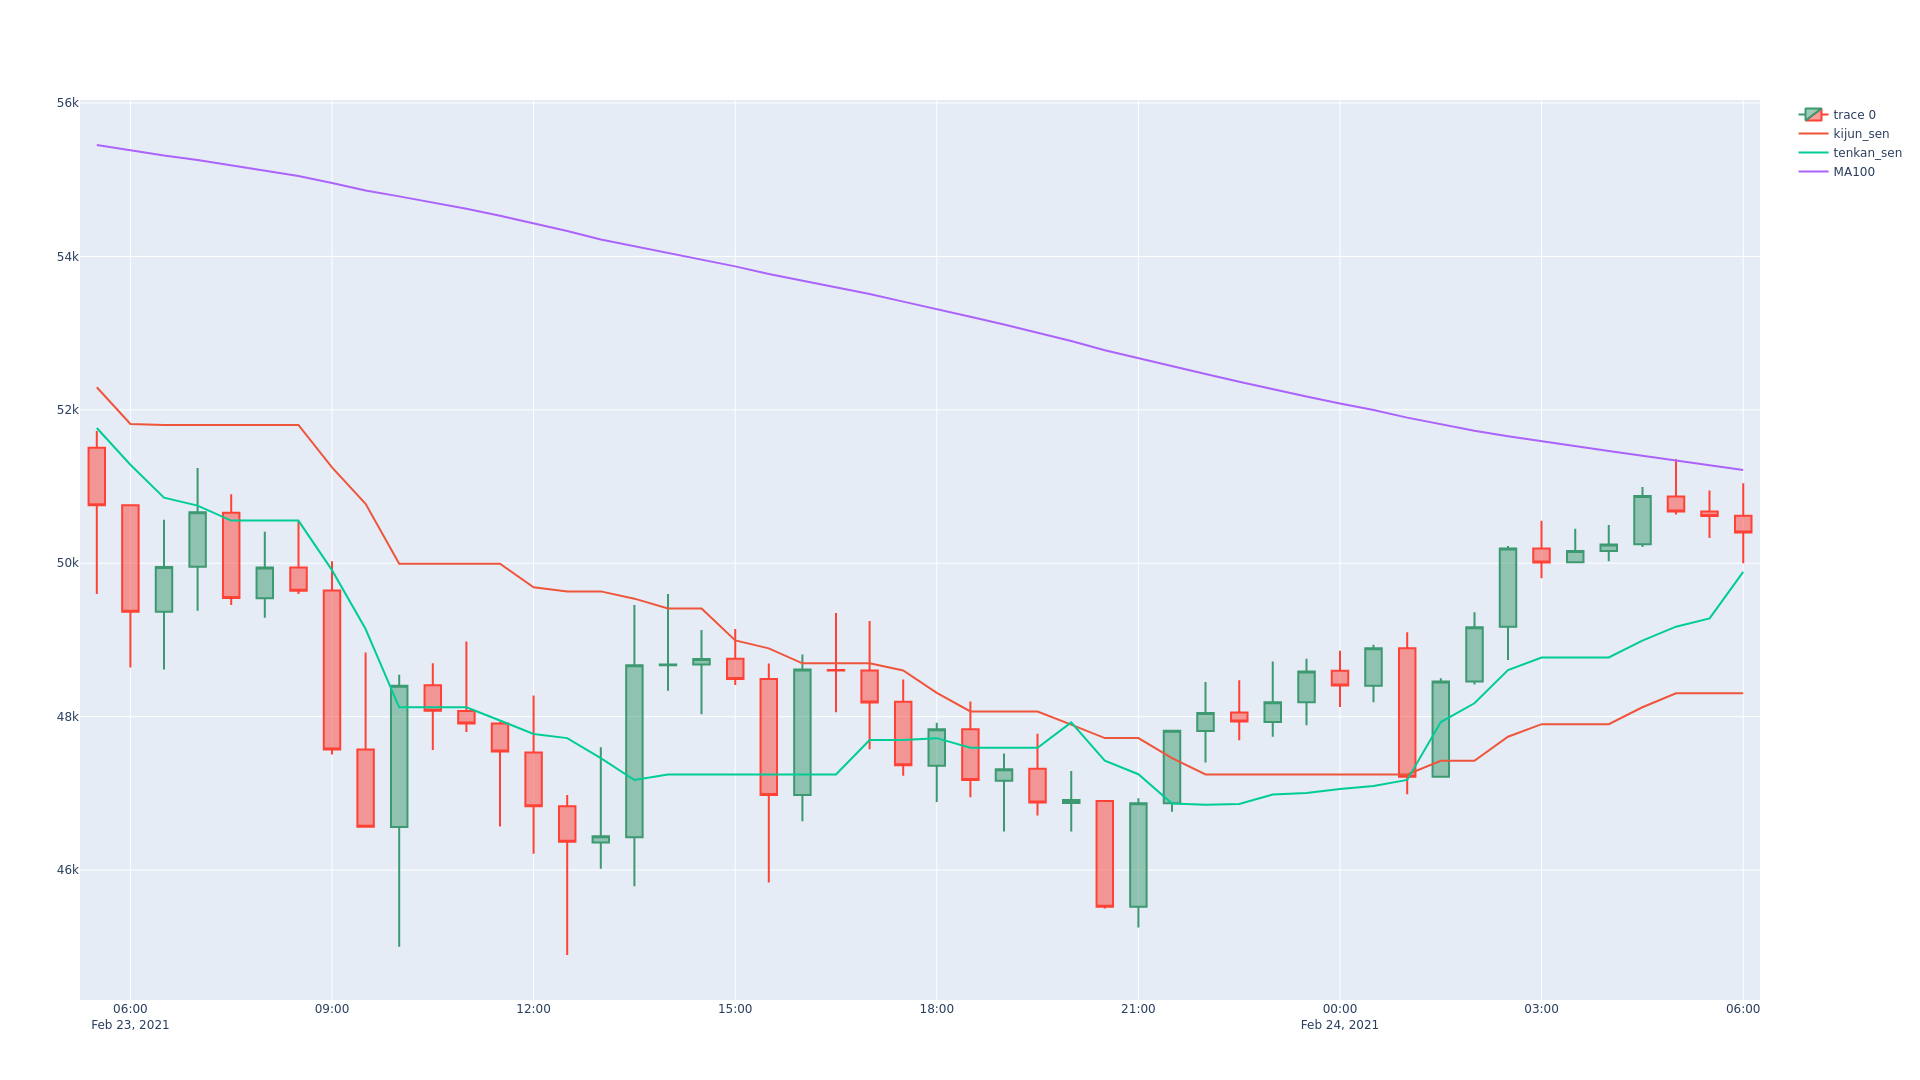 56k
54k
52k
50k
48k
46k
06:00
Feb 23, 2021
09:00
12:00
15:00
18:00
21:00
00:00
Feb 24, 2021
03:00
06:00
trace 0
kijun_sen
tenkan_sen
MA100